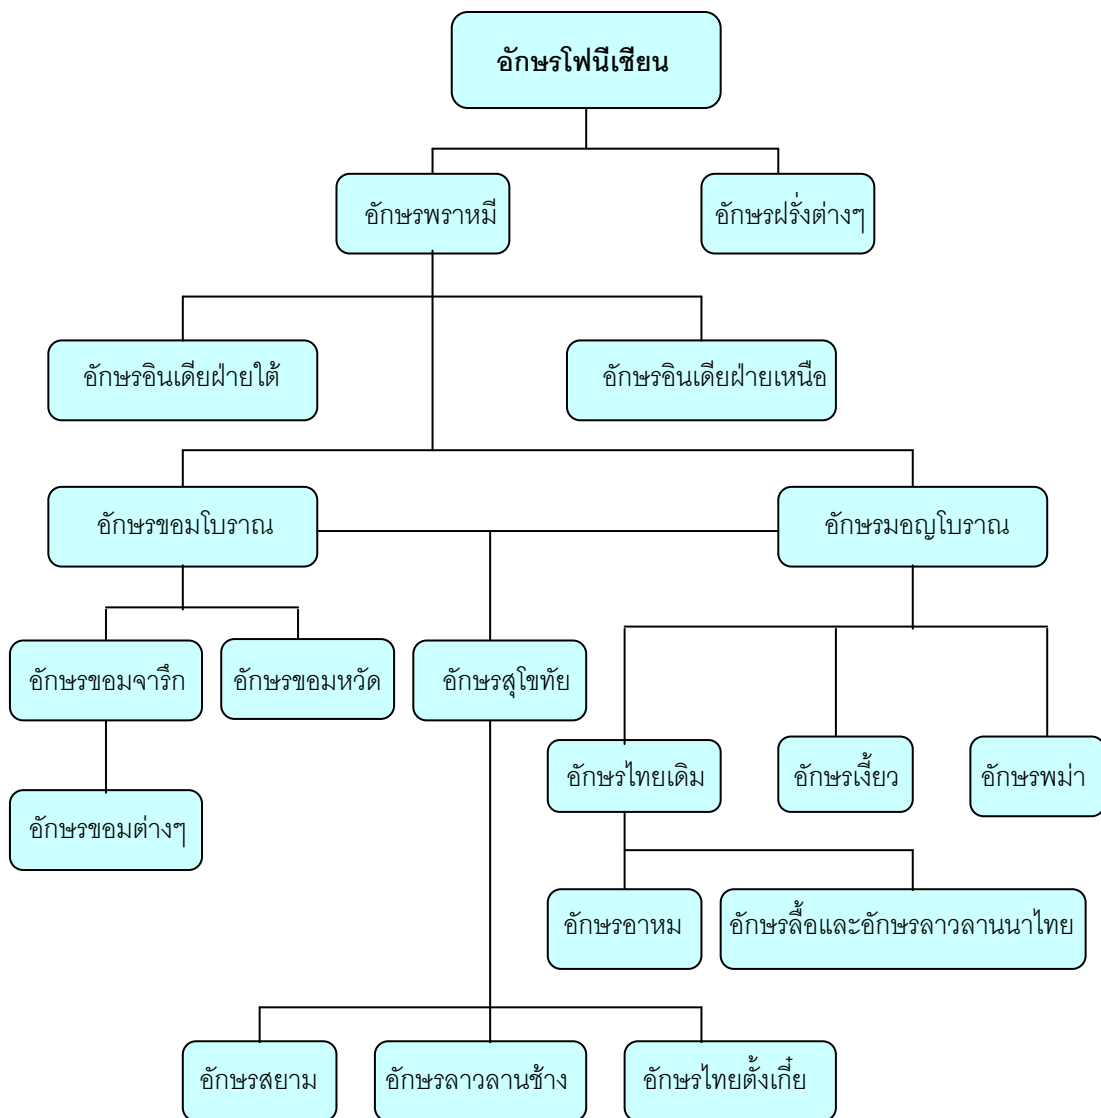 อักษรโฟนีเชียน
อักษรพราหมี
อักษรฝรั่งต่างๆ
อักษรอินเดียฝ่ายใต้
อักษรอินเดียฝ่ายเหนือ
อักษรขอมโบราณ
อักษรมอญโบราณ
อักษรขอมจารึก
อักษรขอมหวัด
อักษรสุโขทัย
อักษรไทยเดิม
อักษรเงี้ยว
อักษรพม่า
อักษรขอมต่างๆ
อักษรอาหม
อักษรลื้อและอักษรลาวลานนาไทย
อักษรสยาม
อักษรลาวลานช้าง
อักษรไทยตั้งเกี๋ย